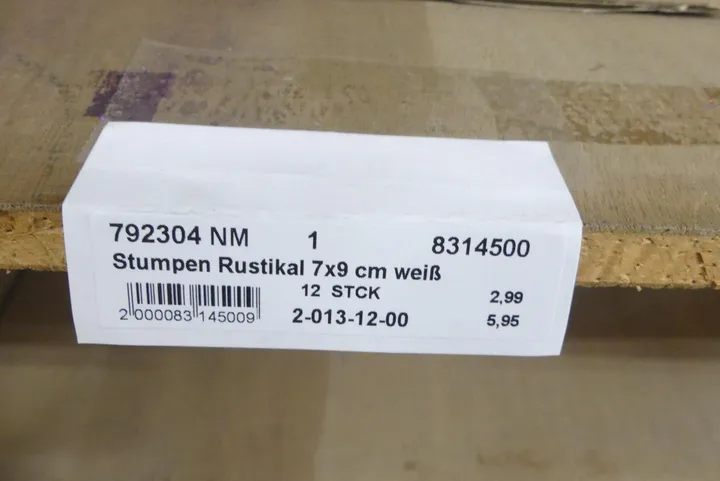 792304 NM 1 8314500
Stumpen Rustikal 7x9 cm weiß
12 STCK 2,99
2 000083 145009 2-013-12-00 5,95